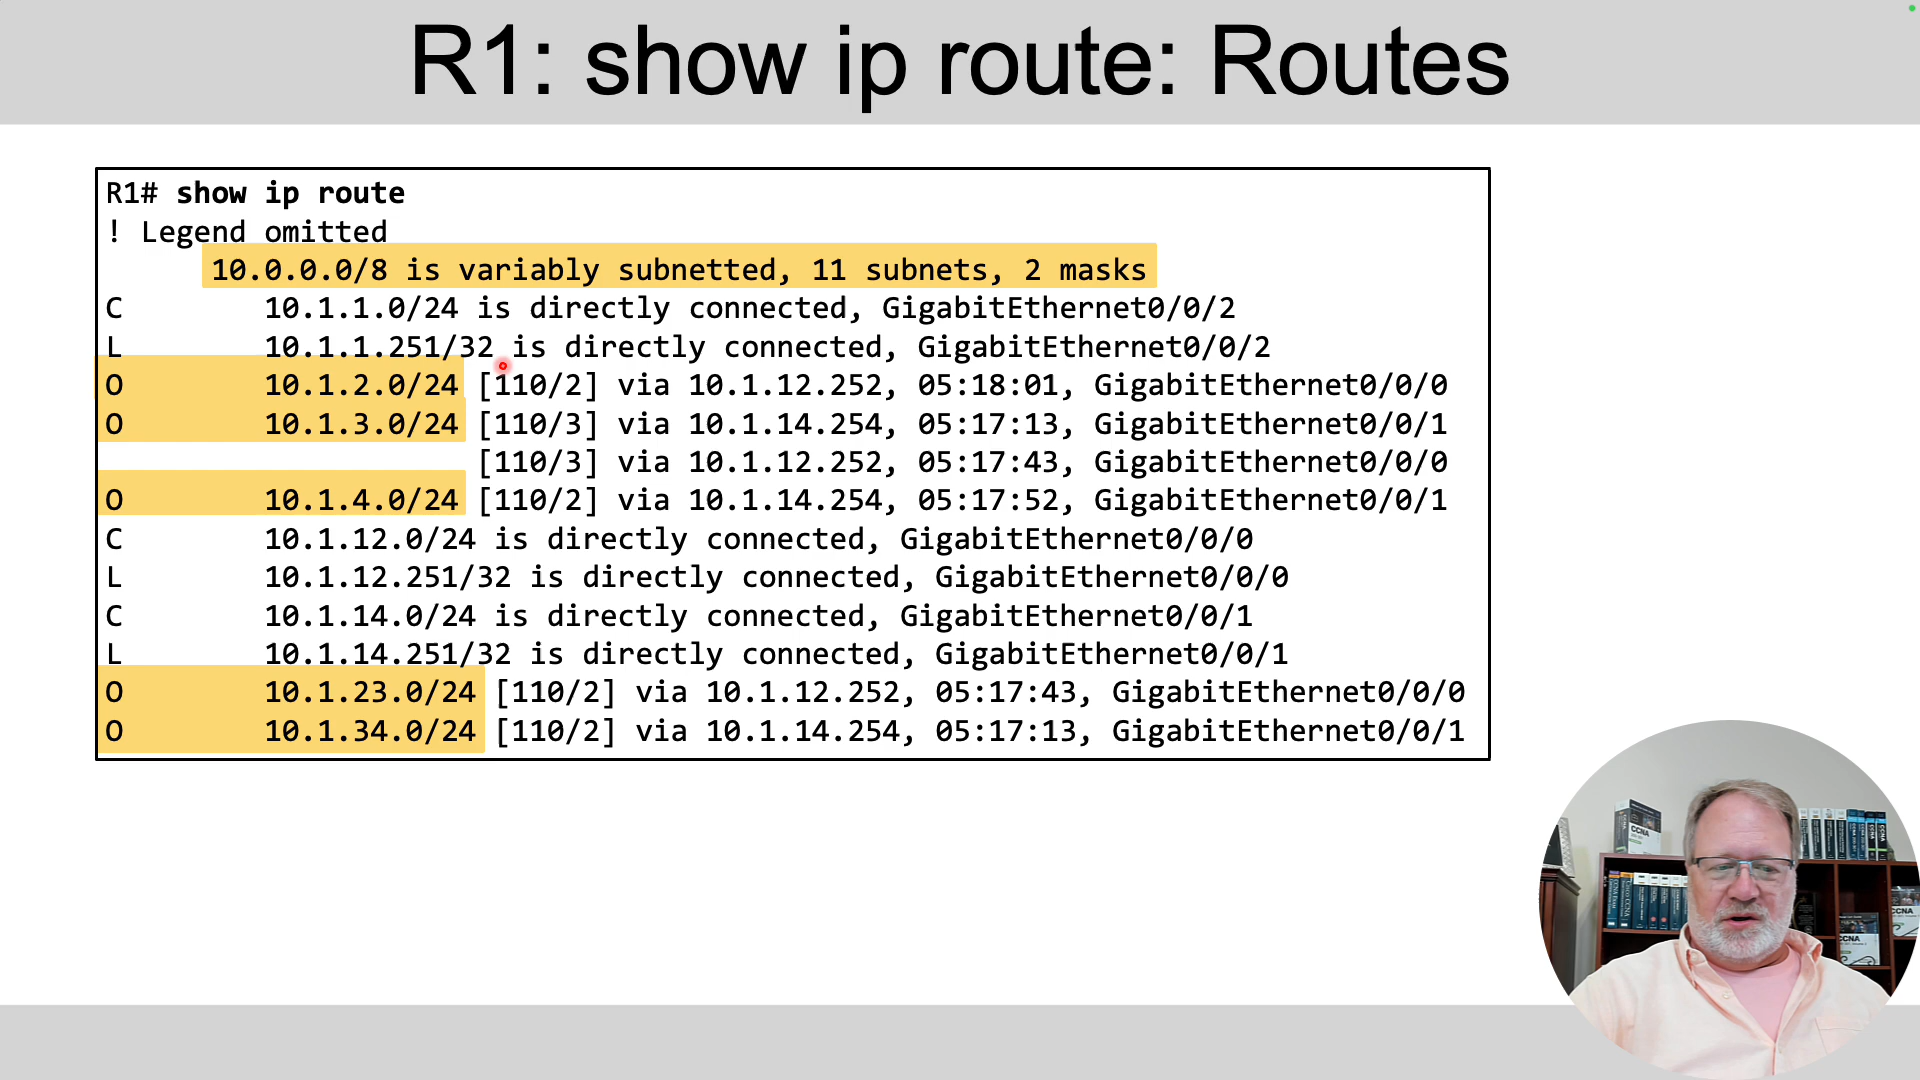 R1: show ip route: Routes
R1# show ip route
! Legend omitted
10.0.0.0/8 is variably subnetted, 11 subnets, 2 masks
C 10.1.1.0/24 is directly connected, GigabitEthernet0/0/2
L 10.1.1.251/32 is directly connected, GigabitEthernet0/0/2
O 10.1.2.0/24 [110/2] via 10.1.12.252, 05:18:01, GigabitEthernet0/0/0
O 10.1.3.0/24 [110/3] via 10.1.14.254, 05:17:13, GigabitEthernet0/0/1
[110/3] via 10.1.12.252, 05:17:43, GigabitEthernet0/0/0
O 10.1.4.0/24 [110/2] via 10.1.14.254, 05:17:52, GigabitEthernet0/0/1
C 10.1.12.0/24 is directly connected, GigabitEthernet0/0/0
L 10.1.12.251/32 is directly connected, GigabitEthernet0/0/0
C 10.1.14.0/24 is directly connected, GigabitEthernet0/0/1
L 10.1.14.251/32 is directly connected, GigabitEthernet0/0/1
O 10.1.23.0/24 [110/2] via 10.1.12.252, 05:17:43, GigabitEthernet0/0/0
O 10.1.34.0/24 [110/2] via 10.1.14.254, 05:17:13, GigabitEthernet0/0/1
CCNA
CCNA
CCNA